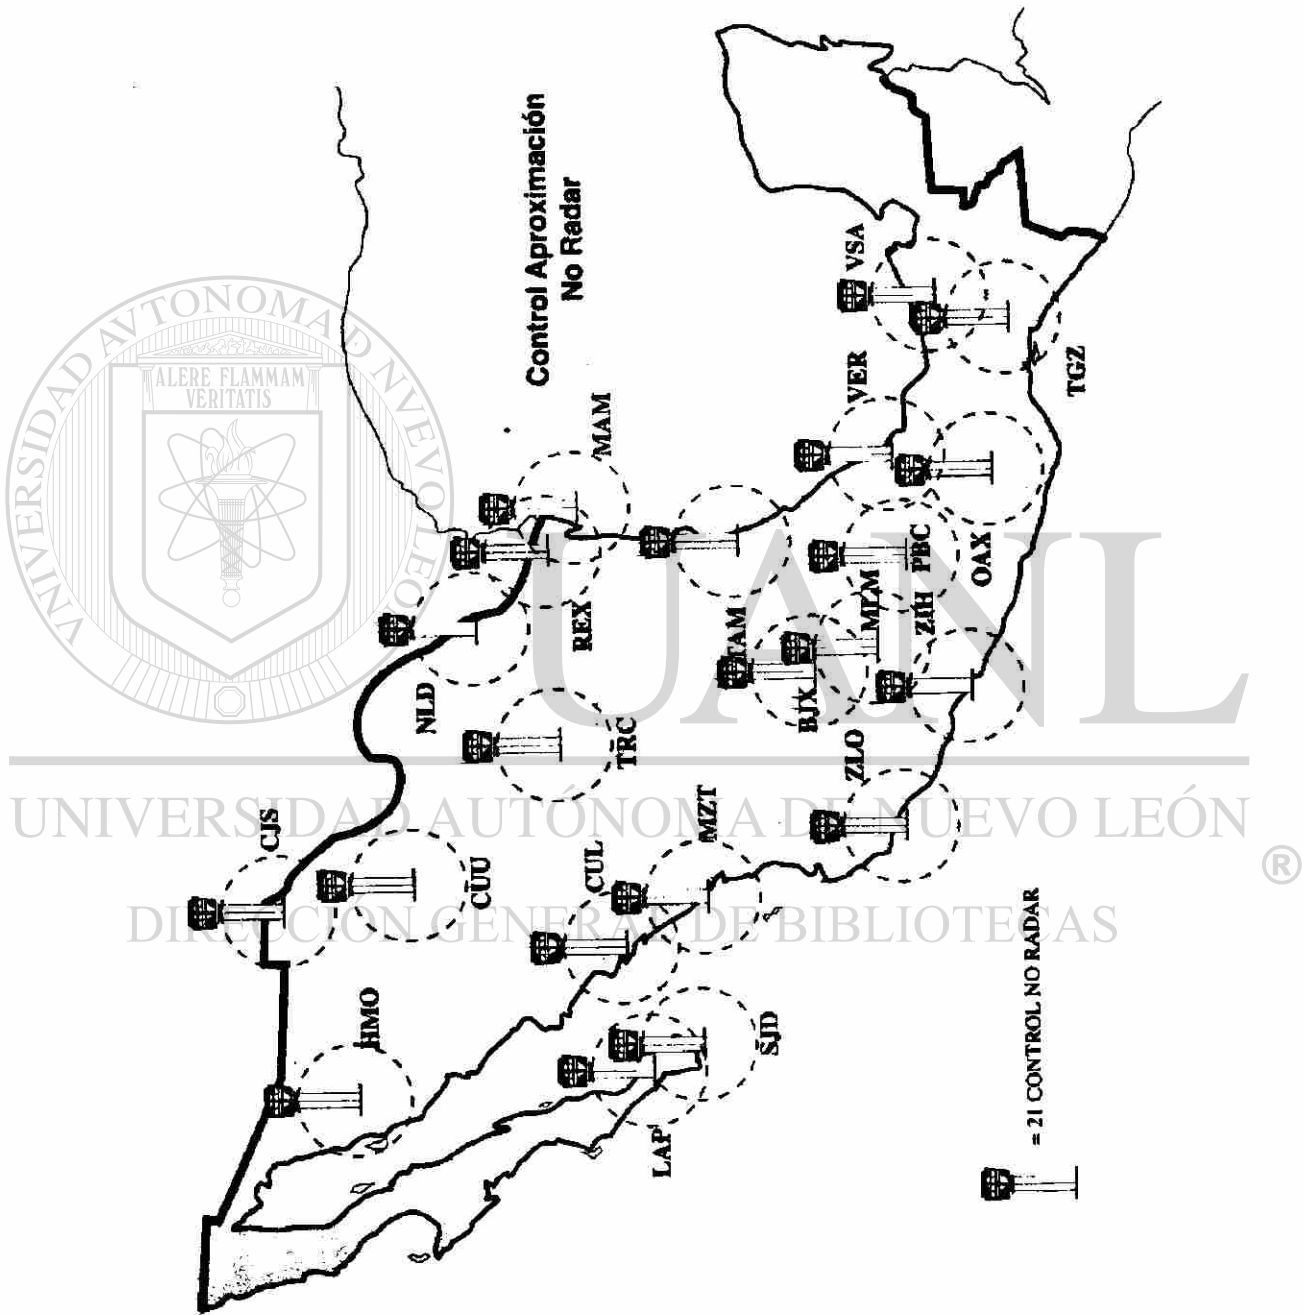 Control Aproximación
No Radar
CJS
HMO
CUU
NLD
REX
MAM
TRC
CUL
MZT
LAP
SJD
TAM
BJX
MLM
ZIH
PBC
ZLO
OAX
VER
VSA
TGZ
= 21 CONTROL NO RADAR
UNIVERSIDAD AUTONOMA DE NUEVO LEON
ALERE FLAMMAM
VERITATIS
UANL
UNIVERSIDAD AUTÓNOMA DE NUEVO LEÓN
®
DIRECCIÓN GENERAL DE BIBLIOTECAS